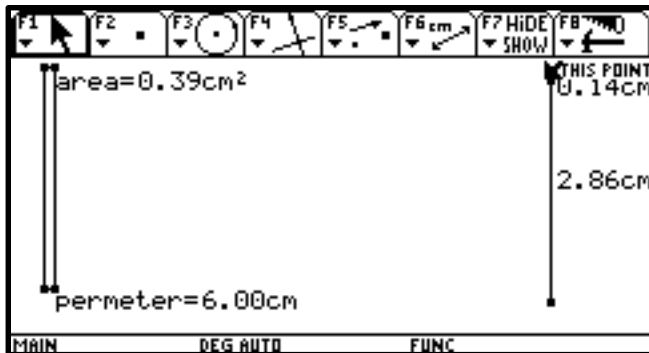 F1 F2 F3 F4 F5 F6 cm F7 HiDE F8
SHOW
THIS POINT
area=0.39cm²
0.14cm
2.86cm
permeter=6.00cm
MAIN DEG AUTO FUNC